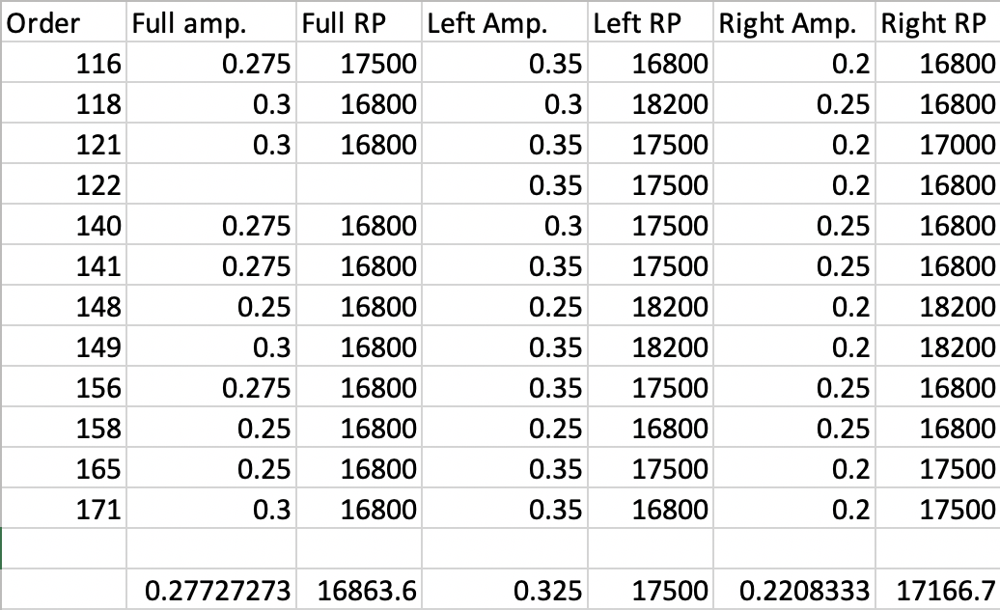 Order Full amp. Full RP Left Amp. Left RP Right Amp. Right RP
116 0.275 17500 0.35 16800 0.2 16800
118 0.3 16800 0.3 18200 0.25 16800
121 0.3 16800 0.35 17500 0.2 17000
122 0.35 17500 0.2 16800
140 0.275 16800 0.3 17500 0.25 16800
141 0.275 16800 0.35 17500 0.25 16800
148 0.25 16800 0.25 18200 0.2 18200
149 0.3 16800 0.35 18200 0.2 18200
156 0.275 16800 0.35 17500 0.25 16800
158 0.25 16800 0.25 16800 0.25 16800
165 0.25 16800 0.35 17500 0.2 17500
171 0.3 16800 0.35 16800 0.2 17500
0.27727273 16863.6 0.325 17500 0.2208333 17166.7